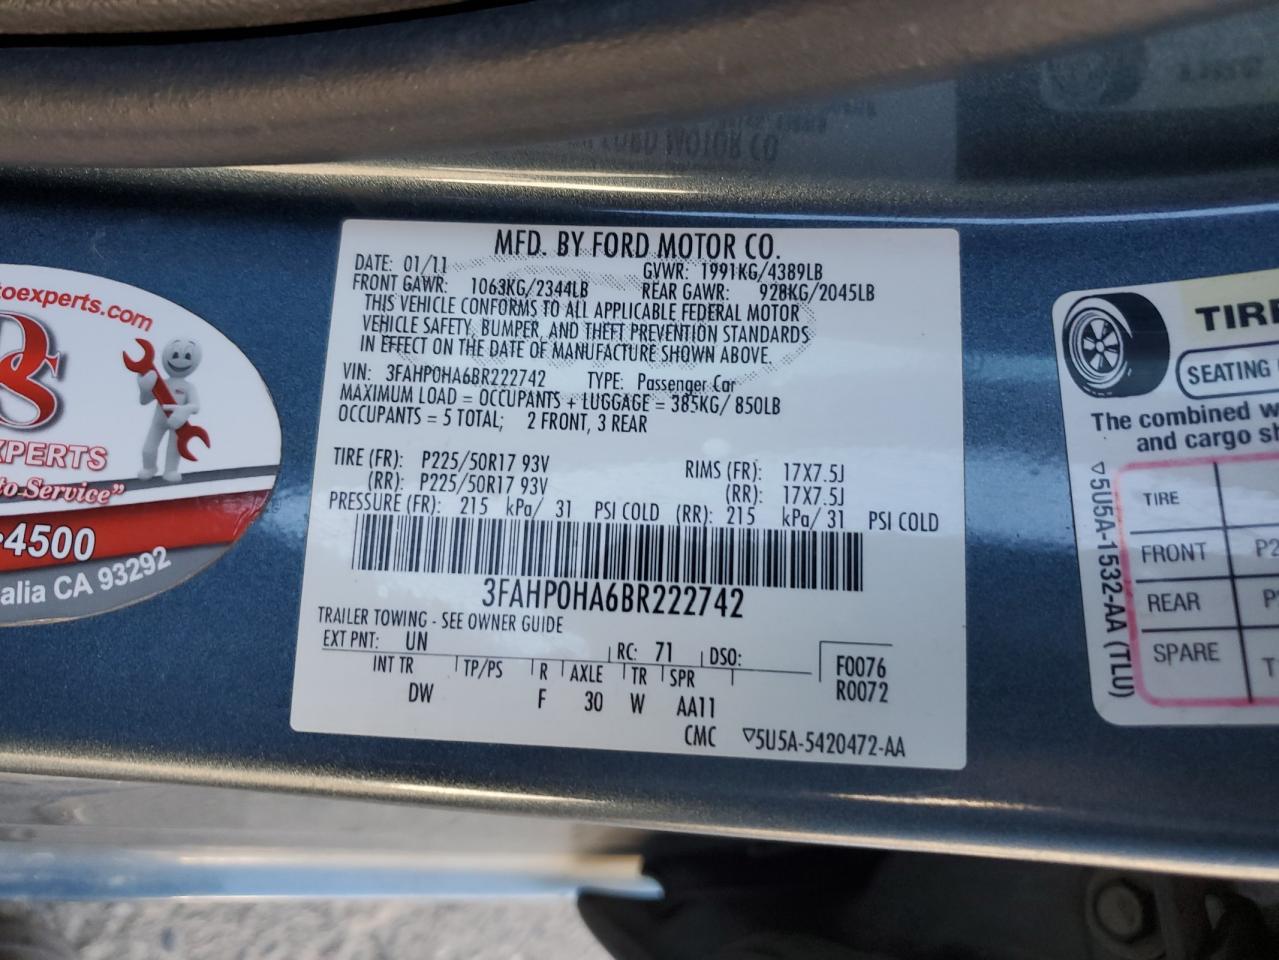 MFD. BY FORD MOTOR CO.
DATE: 01/11 GVWR: 1991KG/4389LB
FRONT GAWR: 1063KG/2344LB REAR GAWR: 928KG/2045LB
THIS VEHICLE CONFORMS TO ALL APPLICABLE FEDERAL MOTOR
VEHICLE SAFETY, BUMPER, AND THEFT PREVENTION STANDARDS
IN EFFECT ON THE DATE OF MANUFACTURE SHOWN ABOVE.
VIN: 3FAHP0HA6BR222742 TYPE: Passenger Car
MAXIMUM LOAD = OCCUPANTS + LUGGAGE = 385KG/ 850LB
OCCUPANTS = 5 TOTAL; 2 FRONT, 3 REAR
TIRE (FR): P225/50R17 93V RIMS (FR): 17X7.5J
(RR): P225/50R17 93V (RR): 17X7.5J
PRESSURE (FR): 215 kPa/ 31 PSI COLD (RR): 215 kPa/ 31 PSI COLD
3FAHP0HA6BR222742
TRAILER TOWING - SEE OWNER GUIDE
EXT PNT: UN RC: 71 DSO:
INT TR TP/PS R AXLE TR SPR F0076
DW F 30 W AA11 R0072
CMC ▽5U5A-5420472-AA
toexperts.com
PS
XPERTS
to Service”
-4500
alia CA 93292
TIRE
SEATING
The combined w
and cargo sh
TIRE
FRONT P2
REAR P
SPARE T
▽5U5A-1532-AA (TLU)
FORD MOTOR CO